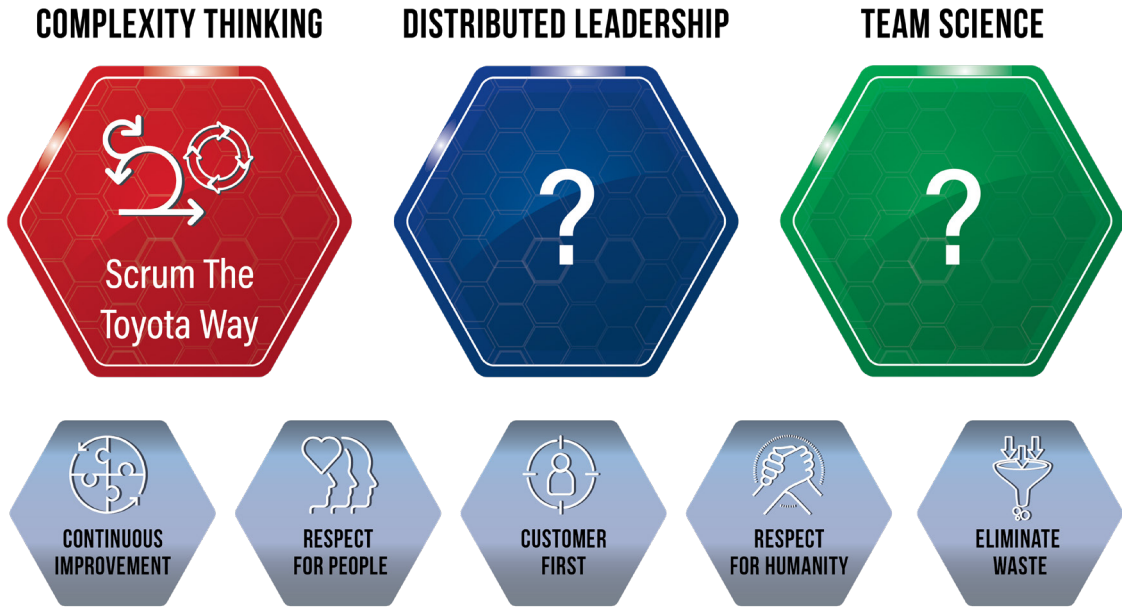 COMPLEXITY THINKING
DISTRIBUTED LEADERSHIP
TEAM SCIENCE
Scrum The
Toyota Way
?
?
CONTINUOUS
IMPROVEMENT
RESPECT
FOR PEOPLE
CUSTOMER
FIRST
RESPECT
FOR HUMANITY
ELIMINATE
WASTE